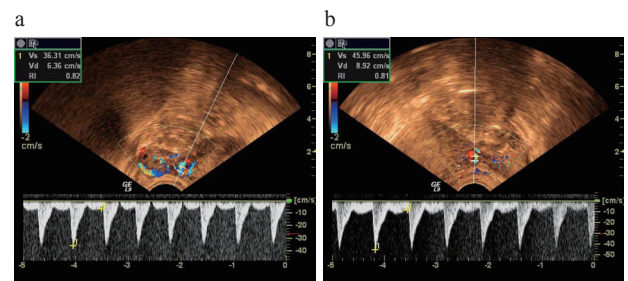 a
1 Vs 36.31 cm/s
Vd 6.36 cm/s
RI 0.82
-2
cm/s
8
6
4
2
GE
L9
[cm/s]
-10
-20
-30
-40
-5 -4 -3 -2 -1 0
b
1 Vs 45.96 cm/s
Vd 8.92 cm/s
RI 0.81
-2
cm/s
8
6
4
2
GE
L9
[cm/s]
-10
-20
-30
-40
-50
-5 -4 -3 -2 -1 0